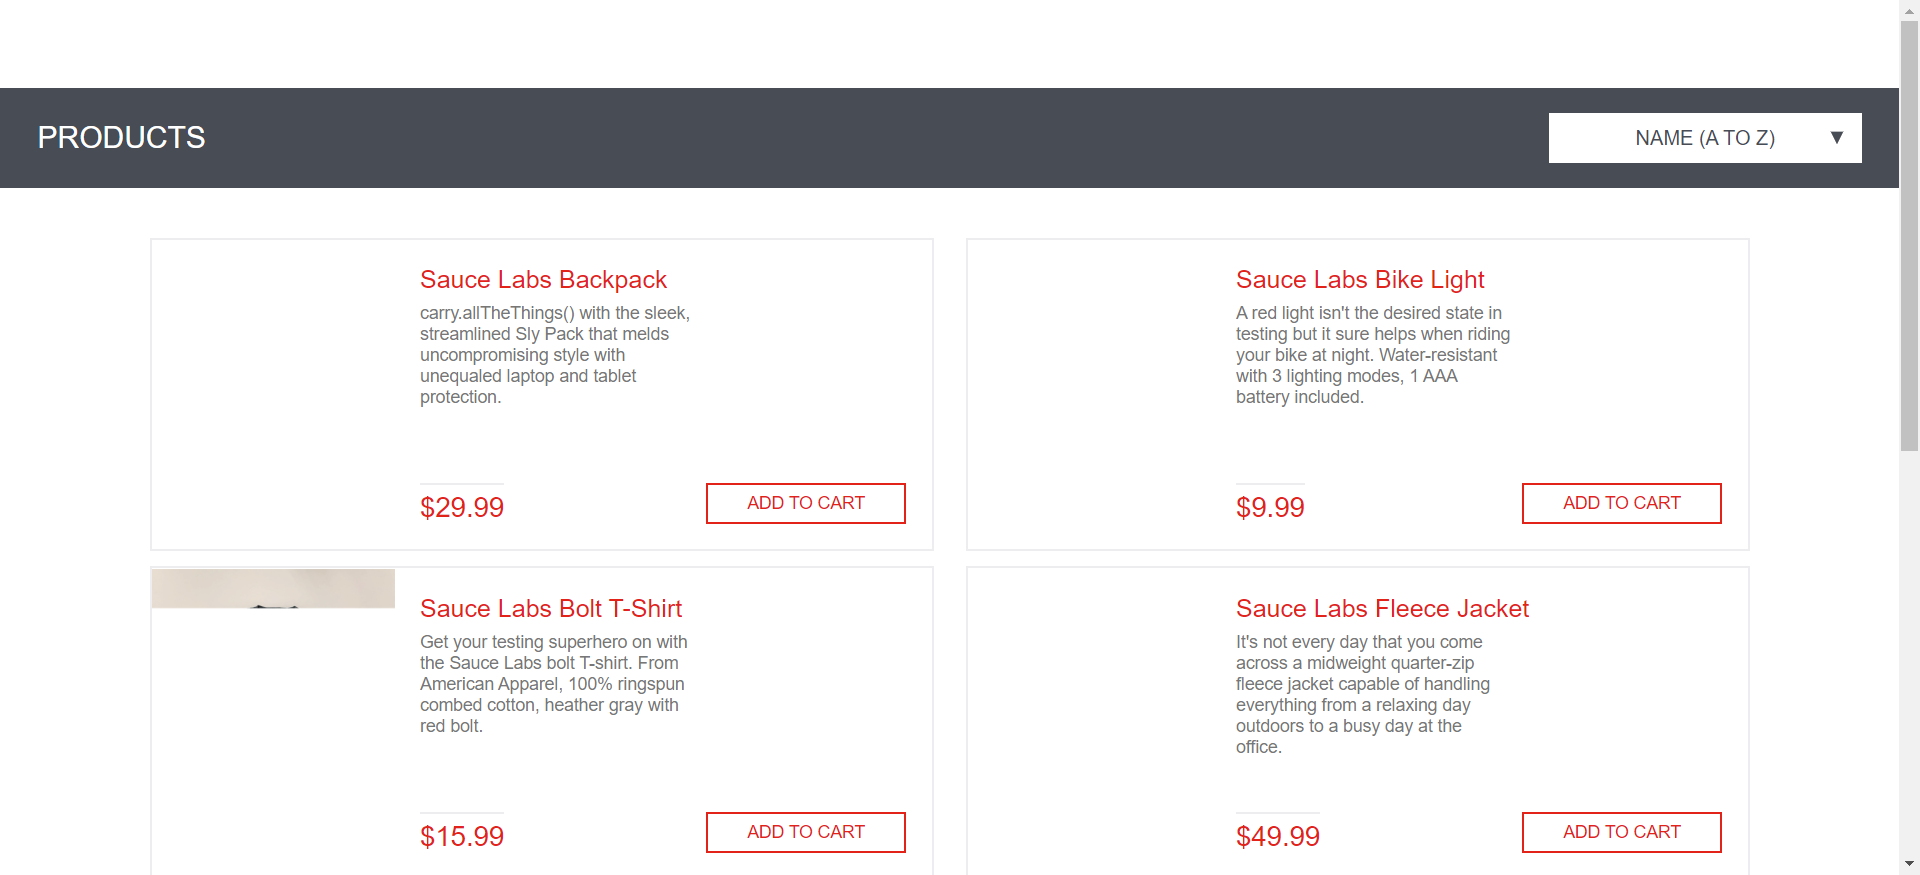 PRODUCTS
NAME (A TO Z) ▼
Sauce Labs Backpack
carry.allTheThings() with the sleek,
streamlined Sly Pack that melds
uncompromising style with
unequaled laptop and tablet
protection.
$29.99
ADD TO CART
Sauce Labs Bike Light
A red light isn't the desired state in
testing but it sure helps when riding
your bike at night. Water-resistant
with 3 lighting modes, 1 AAA
battery included.
$9.99
ADD TO CART
Sauce Labs Bolt T-Shirt
Get your testing superhero on with
the Sauce Labs bolt T-shirt. From
American Apparel, 100% ringspun
combed cotton, heather gray with
red bolt.
$15.99
ADD TO CART
Sauce Labs Fleece Jacket
It's not every day that you come
across a midweight quarter-zip
fleece jacket capable of handling
everything from a relaxing day
outdoors to a busy day at the
office.
$49.99
ADD TO CART